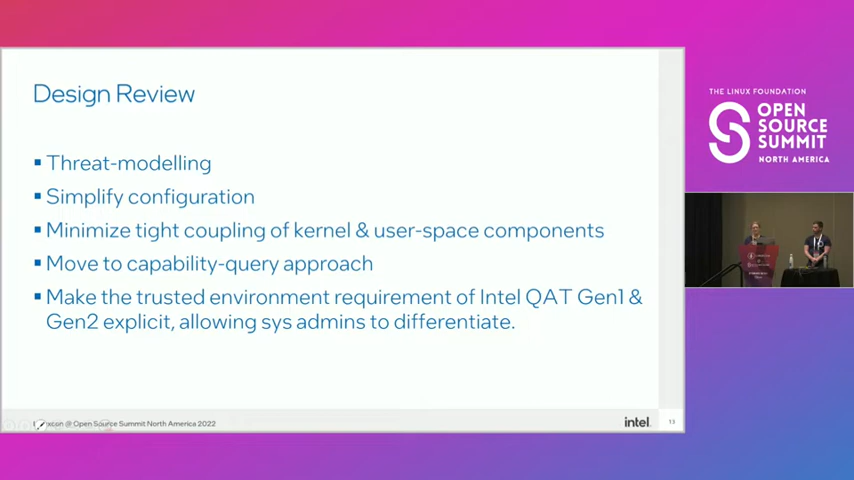 Design Review
▪ Threat-modelling
▪ Simplify configuration
▪ Minimize tight coupling of kernel & user-space components
▪ Move to capability-query approach
▪ Make the trusted environment requirement of Intel QAT Gen1 &
Gen2 explicit, allowing sys admins to differentiate.
@ Open Source Summit North America 2022
intel.
13
THE LINUX FOUNDATION
OPEN
SOURCE
SUMMIT
NORTH AMERICA